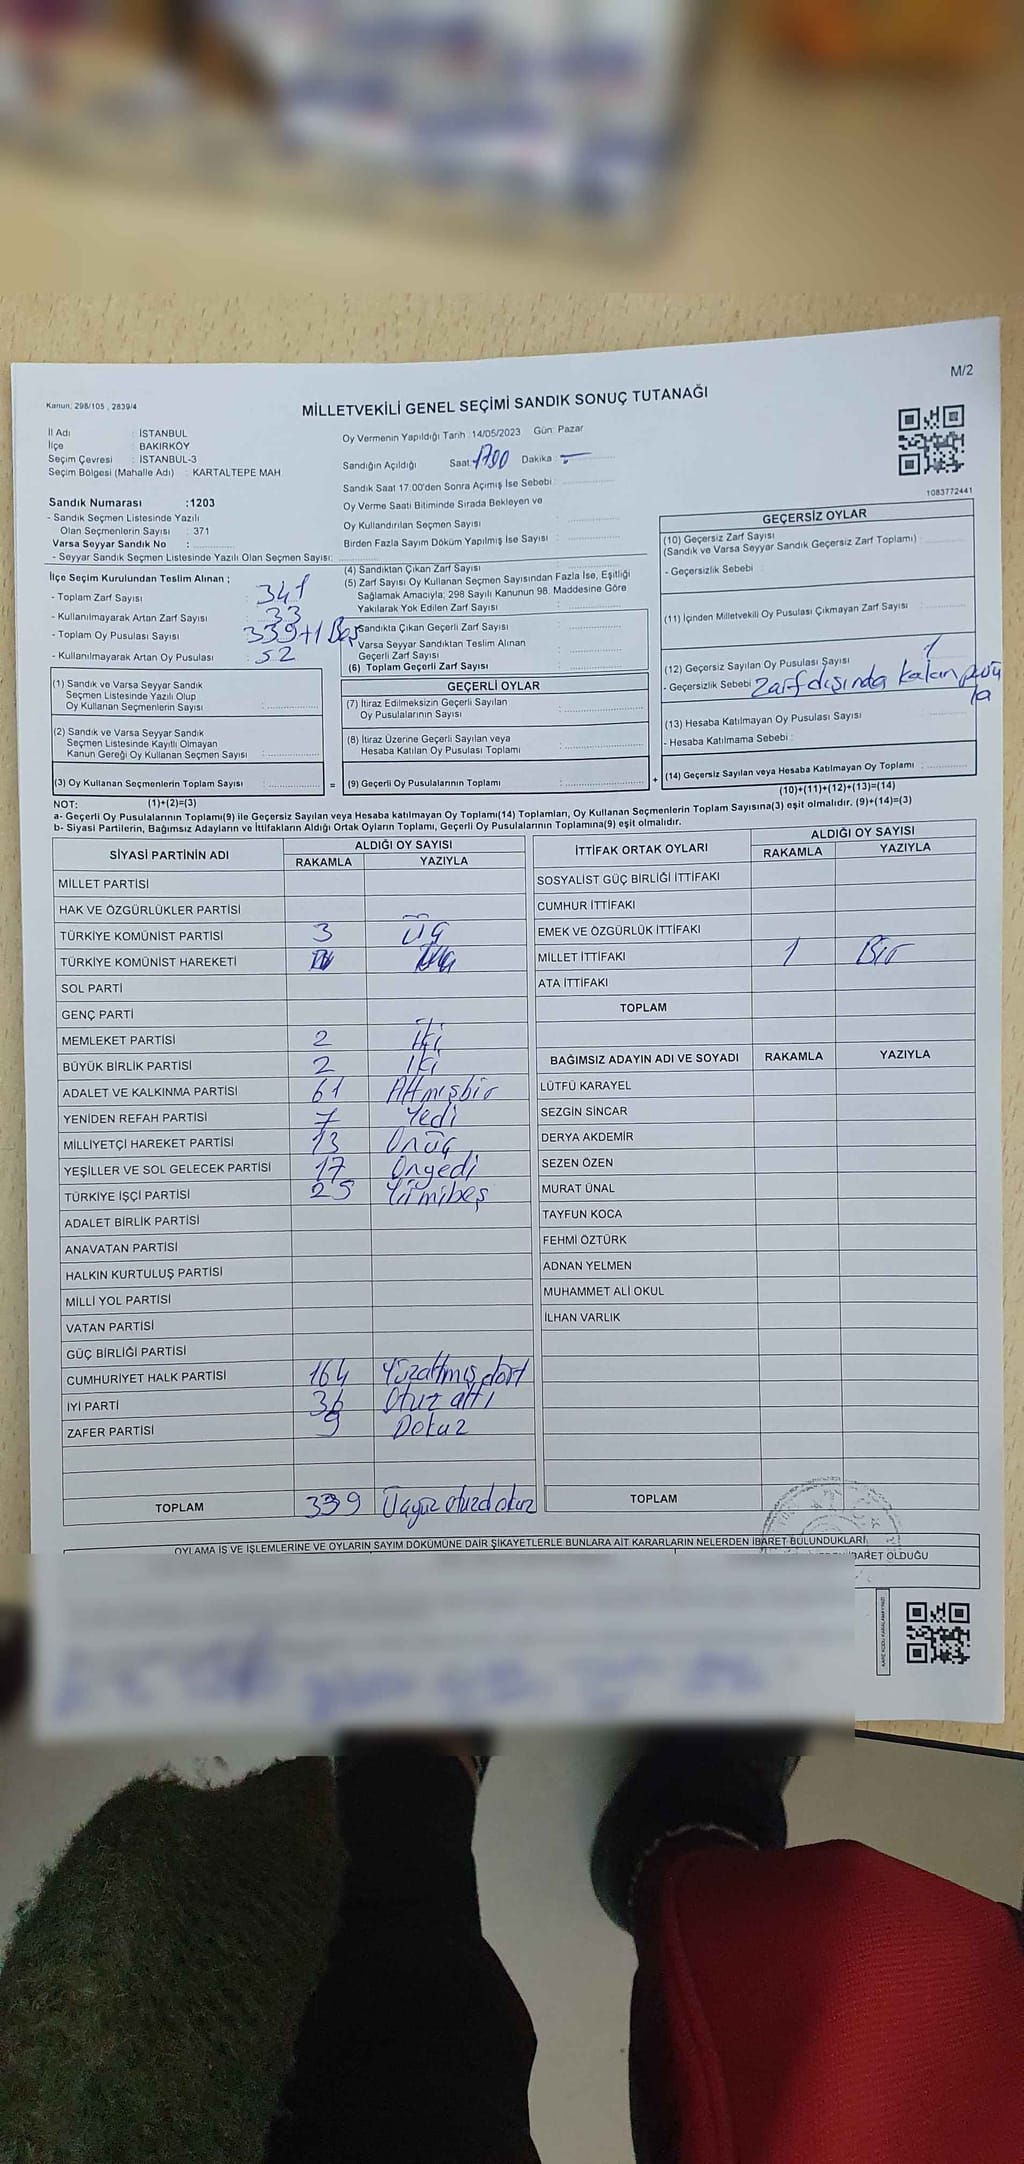 M/2
Kanun, 298/105 , 2839/4
MİLLETVEKİLİ GENEL SEÇİMİ SANDIK SONUÇ TUTANAĞI
İl Adı : İSTANBUL
İlçe : BAKIRKÖY
Seçim Çevresi : İSTANBUL-3
Seçim Bölgesi (Mahalle Adı) : KARTALTEPE MAH
Sandık Numarası :1203
- Sandık Seçmen Listesinde Yazılı
Olan Seçmenlerin Sayısı : 371
Varsa Seyyar Sandık No :
- Seyyar Sandık Seçmen Listesinde Yazılı Olan Seçmen Sayısı:
Oy Vermenin Yapıldığı Tarih :14/05/2023 Gün: Pazar
Sandığın Açıldığı Saat: 1700 Dakika : -
Sandık Saat 17:00'den Sonra Açımış İse Sebebi :
Oy Verme Saati Bitiminde Sırada Bekleyen ve
Oy Kullandırılan Seçmen Sayısı :
Birden Fazla Sayım Döküm Yapılmış İse Sayısı :
1083772441
İlçe Seçim Kurulundan Teslim Alınan ;
- Toplam Zarf Sayısı : 341
- Kullanılmayarak Artan Zarf Sayısı : 33
- Toplam Oy Pusulası Sayısı : 339+1 Beş
- Kullanılmayarak Artan Oy Pusulası : 52
(4) Sandıktan Çıkan Zarf Sayısı :
(5) Zarf Sayısı Oy Kullanan Seçmen Sayısından Fazla İse, Eşitliği
Sağlamak Amacıyla; 298 Sayılı Kanunun 98. Maddesine Göre
Yakılarak Yok Edilen Zarf Sayısı :
Sandıkta Çıkan Geçerli Zarf Sayısı :
Varsa Seyyar Sandıktan Teslim Alınan
Geçerli Zarf Sayısı :
(6) Toplam Geçerli Zarf Sayısı :
GEÇERSİZ OYLAR
(10) Geçersiz Zarf Sayısı
(Sandık ve Varsa Seyyar Sandık Geçersiz Zarf Toplamı) :
- Geçersizlik Sebebi :
(11) İçinden Milletvekili Oy Pusulası Çıkmayan Zarf Sayısı :
(12) Geçersiz Sayılan Oy Pusulası Sayısı : 1
- Geçersizlik Sebebi : Zarf dışında kalan
(13) Hesaba Katılmayan Oy Pusulası Sayısı :
- Hesaba Katılmama Sebebi :
(14) Geçersiz Sayılan veya Hesaba Katılmayan Oy Toplamı :
(10)+(11)+(12)+(13)=(14)
(1) Sandık ve Varsa Seyyar Sandık
Seçmen Listesinde Yazılı Olup
Oy Kullanan Seçmenlerin Sayısı :
(2) Sandık ve Varsa Seyyar Sandık
Seçmen Listesinde Kayıtlı Olmayan
Kanun Gereği Oy Kullanan Seçmen Sayısı :
(3) Oy Kullanan Seçmenlerin Toplam Sayısı : =
(1)+(2)=(3)
GEÇERLİ OYLAR
(7) İtiraz Edilmeksizin Geçerli Sayılan
Oy Pusulalarının Sayısı :
(8) İtiraz Üzerine Geçerli Sayılan veya
Hesaba Katılan Oy Pusulası Toplamı :
(9) Geçerli Oy Pusulalarının Toplamı : +
NOT:
a- Geçerli Oy Pusulalarının Toplamı(9) ile Geçersiz Sayılan veya Hesaba katılmayan Oy Toplamı(14) Toplamları, Oy Kullanan Seçmenlerin Toplam Sayısına(3) eşit olmalıdır. (9)+(14)=(3)
b- Siyasi Partilerin, Bağımsız Adayların ve İttifakların Aldığı Ortak Oyların Toplamı, Geçerli Oy Pusulalarının Toplamına(9) eşit olmalıdır.
SİYASİ PARTİNİN ADI ALDIĞI OY SAYISI
RAKAMLA YAZIYLA
MİLLET PARTİSİ
HAK VE ÖZGÜRLÜKLER PARTİSİ
TÜRKİYE KOMÜNİST PARTİSİ 3 Üç
TÜRKİYE KOMÜNİST HAREKETİ
SOL PARTİ
GENÇ PARTİ
MEMLEKET PARTİSİ 2 İki
BÜYÜK BİRLİK PARTİSİ 2 İki
ADALET VE KALKINMA PARTİSİ 61 Altmışbir
YENİDEN REFAH PARTİSİ 7 Yedi
MİLLİYETÇİ HAREKET PARTİSİ 13 Onüç
YEŞİLLER VE SOL GELECEK PARTİSİ 17 Onyedi
TÜRKİYE İŞÇİ PARTİSİ 25 Yirmibeş
ADALET BİRLİK PARTİSİ
ANAVATAN PARTİSİ
HALKIN KURTULUŞ PARTİSİ
MİLLİ YOL PARTİSİ
VATAN PARTİSİ
GÜÇ BİRLİĞİ PARTİSİ
CUMHURİYET HALK PARTİSİ 164 Yüzaltmış dört
İYİ PARTİ 36 Otuz altı
ZAFER PARTİSİ 9 Dokuz
TOPLAM 339 Üçyüz otuzdokuz
İTTİFAK ORTAK OYLARI ALDIĞI OY SAYISI
RAKAMLA YAZIYLA
SOSYALİST GÜÇ BİRLİĞİ İTTİFAKI
CUMHUR İTTİFAKI
EMEK VE ÖZGÜRLÜK İTTİFAKI
MİLLET İTTİFAKI 1 Bir
ATA İTTİFAKI
TOPLAM
BAĞIMSIZ ADAYIN ADI VE SOYADI RAKAMLA YAZIYLA
LÜTFÜ KARAYEL
SEZGİN SİNCAR
DERYA AKDEMİR
SEZEN ÖZEN
MURAT ÜNAL
TAYFUN KOCA
FEHMİ ÖZTÜRK
ADNAN YELMEN
MUHAMMET ALİ OKUL
İLHAN VARLIK
TOPLAM
OYLAMA İŞ VE İŞLEMLERİNE VE OYLARIN SAYIM DÖKÜMÜNE DAİR ŞİKAYETLERLE BUNLARA AİT KARARLARIN NELERDEN İBARET BULUNDUKLARI
İBARET OLDUĞU